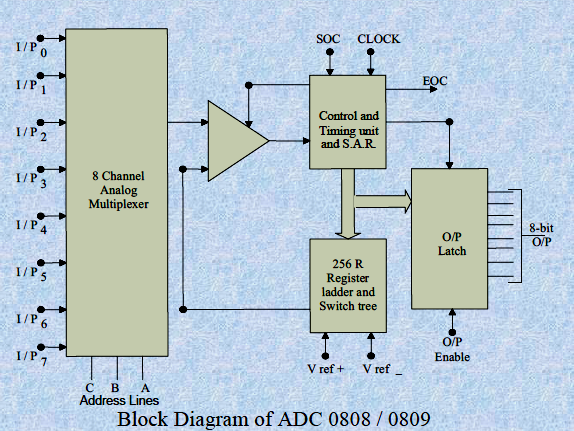 I / P 0
I / P 1
I / P 2
I / P 3
I / P 4
I / P 5
I / P 6
I / P 7
8 Channel
Analog
Multiplexer
C B A
Address Lines
SOC
CLOCK
EOC
Control and
Timing unit
and S.A.R.
256 R
Register
ladder and
Switch tree
V ref +
V ref _
O/P
Latch
8-bit
O/P
O/P
Enable
Block Diagram of ADC 0808 / 0809